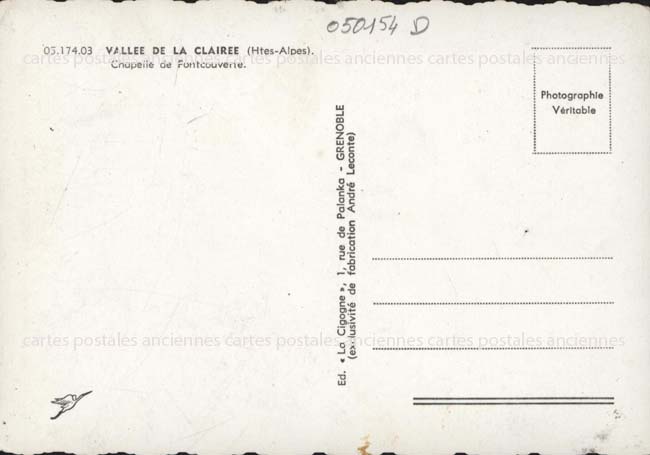 050154 D
05.174.03 VALLEE DE LA CLAIREE (Htes-Alpes).
cartes postales anciennes cartes postales anciennes cartes postales anciennes
Chapelle de Fontcouverte.
Photographie
Véritable
Ed. « La Cigogne », 1, rue de Palanka - GRENOBLE
(exclusivité de fabrication André Leconte)
cartes postales anciennes cartes postales anciennes cartes postales anciennes